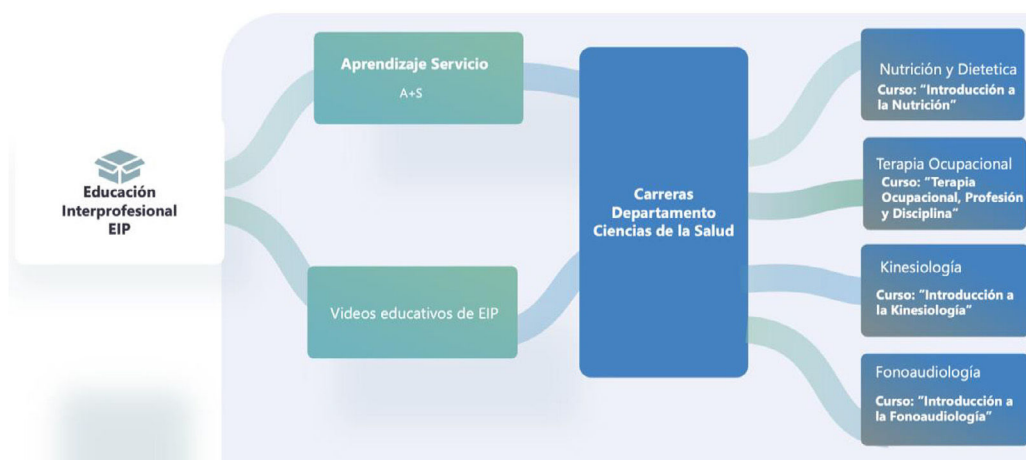 Educación
Interprofesional
EIP
Aprendizaje Servicio
A+S
Videos educativos de EIP
Carreras
Departamento
Ciencias de la Salud
Nutrición y Dietetica
Curso: “Introducción a
la Nutrición”
Terapia Ocupacional
Curso: “Terapia
Ocupacional, Profesión
y Disciplina”
Kinesiología
Curso: “Introducción a
la Kinesiología”
Fonoaudiología
Curso: “Introducción a
la Fonoaudiología”